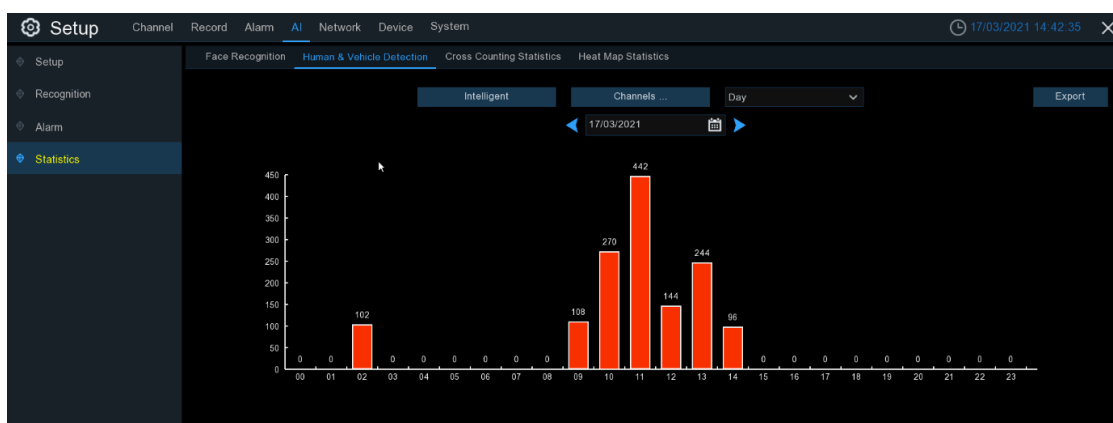 Setup Channel Record Alarm AI Network Device System 17/03/2021 14:42:35 X
Setup
Recognition
Alarm
Statistics
Face Recognition Human & Vehicle Detection Cross Counting Statistics Heat Map Statistics
Intelligent Channels ... Day Export
17/03/2021
442
450
400
350
300
270
250
244
200
150
144
108
102
100
96
50
0
0 0 0 0 0 0 0 0 0 0 0 0 0 0 0 0 0
00 01 02 03 04 05 06 07 08 09 10 11 12 13 14 15 16 17 18 19 20 21 22 23